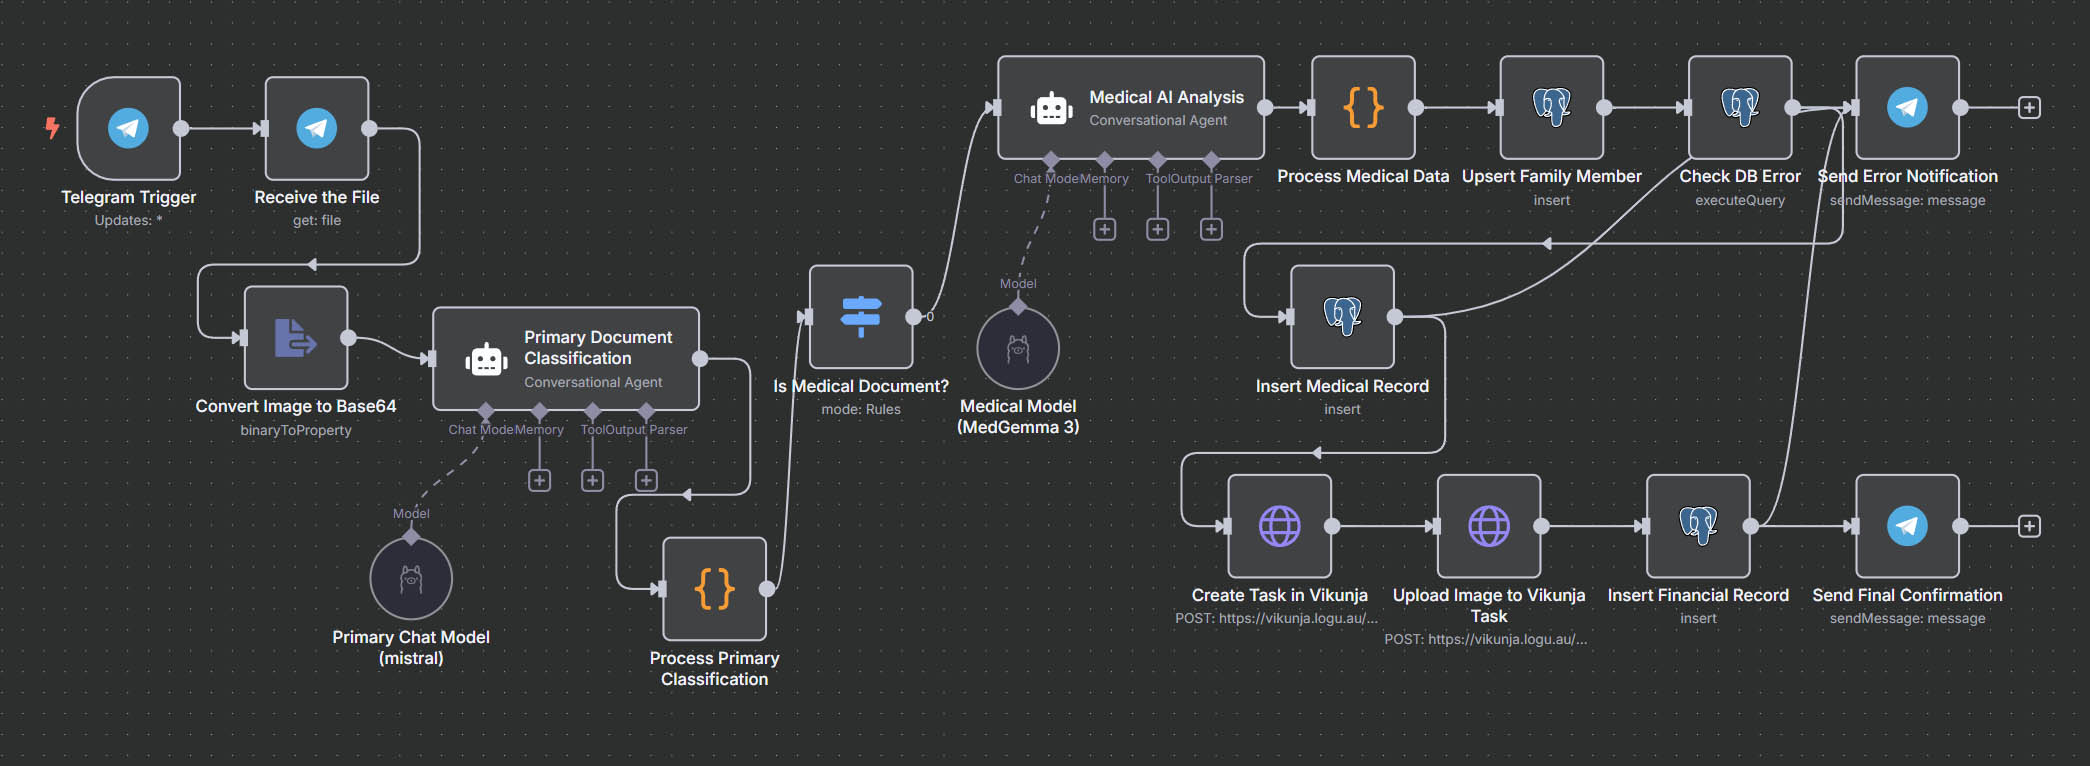 Telegram Trigger
Updates: *
Receive the File
get: file
Convert Image to Base64
binaryToProperty
Primary Document
Classification
Conversational Agent
Chat Mode
Memory
Tool
Output Parser
Model
Primary Chat Model
(mistral)
Process Primary
Classification
Is Medical Document?
mode: Rules
0
Medical AI Analysis
Conversational Agent
Chat Mode
Memory
Tool
Output Parser
Model
Medical Model
(MedGemma 3)
{}
Process Medical Data
Upsert Family Member
insert
Check DB Error
executeQuery
Send Error Notification
sendMessage: message
Insert Medical Record
insert
Create Task in Vikunja
POST: https://vikunja.logu.au/...
Upload Image to Vikunja
Task
POST: https://vikunja.logu.au/...
Insert Financial Record
insert
Send Final Confirmation
sendMessage: message